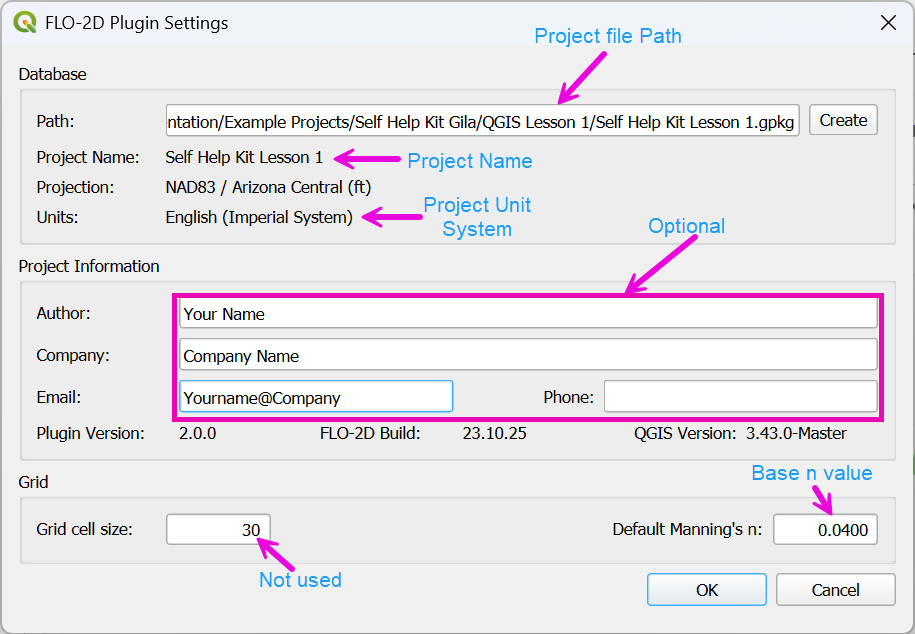 FLO-2D Plugin Settings
Project file Path
Database
Path: ntation/Example Projects/Self Help Kit Gila/QGIS Lesson 1/Self Help Kit Lesson 1.gpkg Create
Project Name: Self Help Kit Lesson 1 Project Name
Projection: NAD83 / Arizona Central (ft)
Units: English (Imperial System) Project Unit
System
Optional
Project Information
Author: Your Name
Company: Company Name
Email: Yourname@Company Phone:
Plugin Version: 2.0.0 FLO-2D Build: 23.10.25 QGIS Version: 3.43.0-Master
Grid
Base n value
Grid cell size: 30 Default Manning's n: 0.0400
Not used
OK Cancel